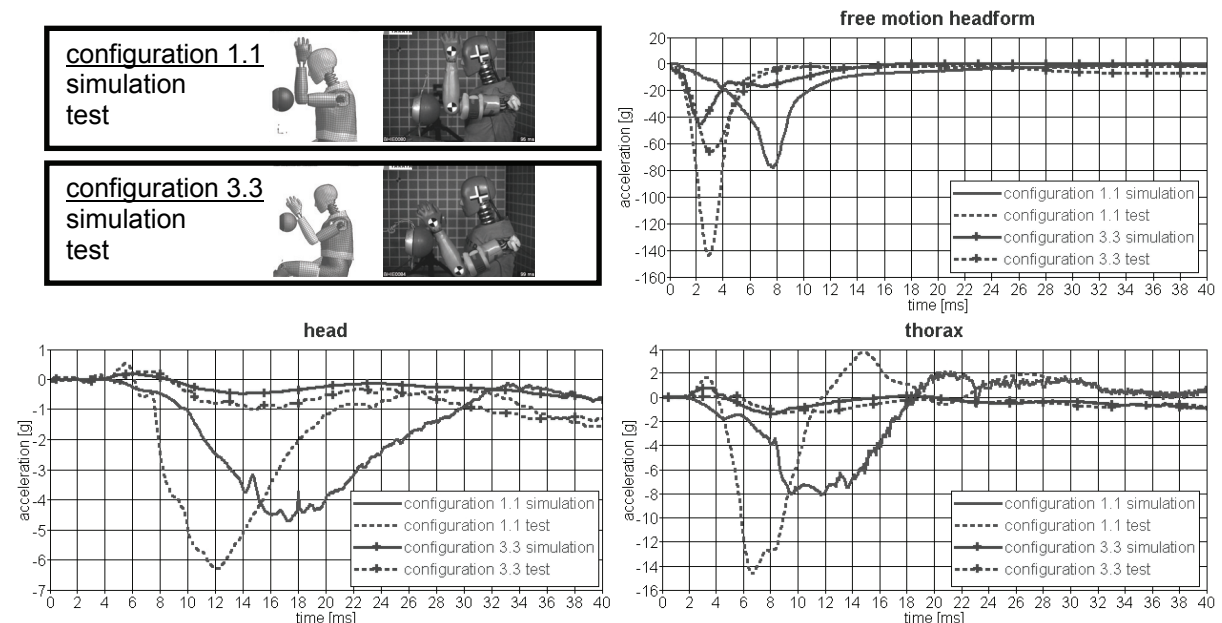 configuration 1.1
simulation
test
configuration 3.3
simulation
test
free motion headform
20
0
-20
-40
-60
-80
-100
-120
-140
-160
acceleration [g]
configuration 1.1 simulation
configuration 1.1 test
configuration 3.3 simulation
configuration 3.3 test
0 2 4 6 8 10 12 14 16 18 20 22 24 26 28 30 32 34 36 38 40
time [ms]
head
1
0
-1
-2
-3
-4
-5
-6
-7
acceleration [g]
configuration 1.1 simulation
configuration 1.1 test
configuration 3.3 simulation
configuration 3.3 test
0 2 4 6 8 10 12 14 16 18 20 22 24 26 28 30 32 34 36 38 40
time [ms]
thorax
4
2
0
-2
-4
-6
-8
-10
-12
-14
-16
acceleration [g]
configuration 1.1 simulation
configuration 1.1 test
configuration 3.3 simulation
configuration 3.3 test
0 2 4 6 8 10 12 14 16 18 20 22 24 26 28 30 32 34 36 38 40
time [ms]